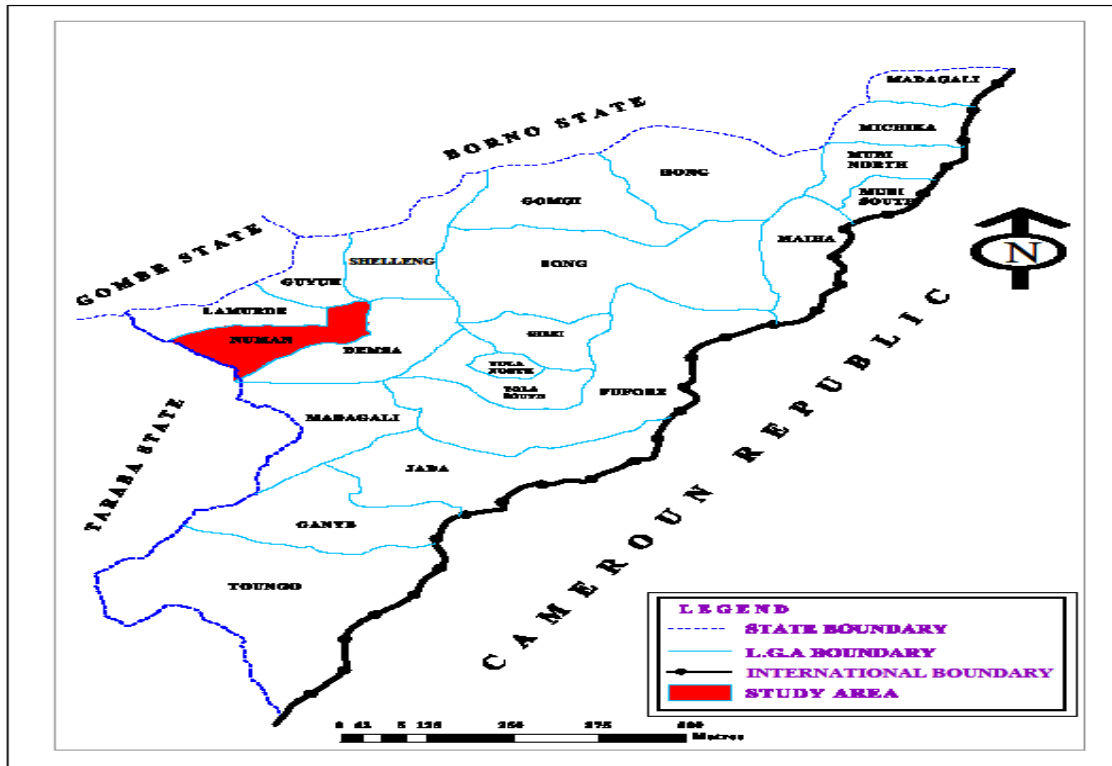 MADAGALI
MICHIKA
BORNO STATE
MUBI
NORTH
HONG
MUBI
SOUTH
GOMBI
MAIHA
N
GOMBE STATE
SHELLENG
SONG
GUYUK
LAMURDE
NUMAN
DEMSA
GIREI
YOLA
NORTH
YOLA
SOUTH
FUFORE
MADAGALI
TARABA STATE
JADA
CAMEROUN REPUBLIC
GANYE
TOUNGO
LEGEND
STATE BOUNDARY
L.G.A BOUNDARY
INTERNATIONAL BOUNDARY
STUDY AREA
Metres